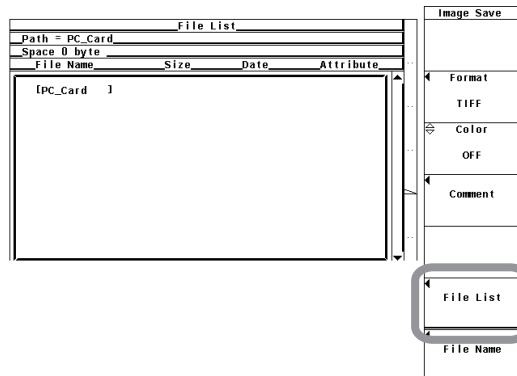 File List
Path = PC_Card
Space 0 byte
File Name Size Date Attribute
[PC_Card ]
Image Save
Format
TIFF
Color
OFF
Comment
File List
File Name